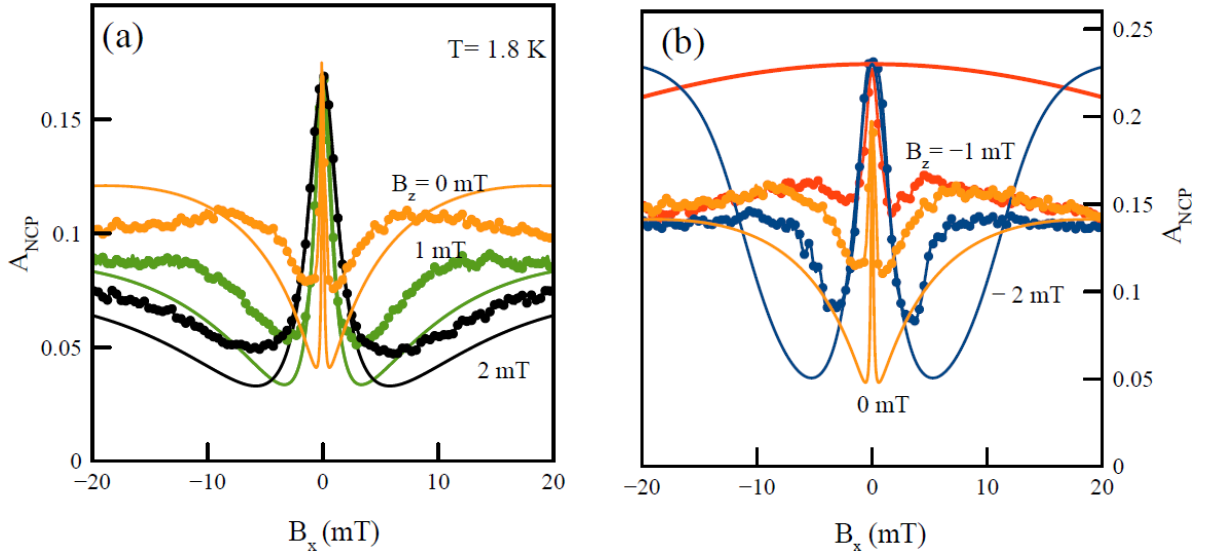 (a)
T= 1.8 K
A_NCP
0.15
0.1
0.05
0
B_z= 0 mT
1 mT
2 mT
−20
−10
0
10
20
B_x (mT)
(b)
0.25
0.2
0.15
0.1
0.05
0
A_NCP
B_z= −1 mT
− 2 mT
0 mT
−20
−10
0
10
20
B_x (mT)